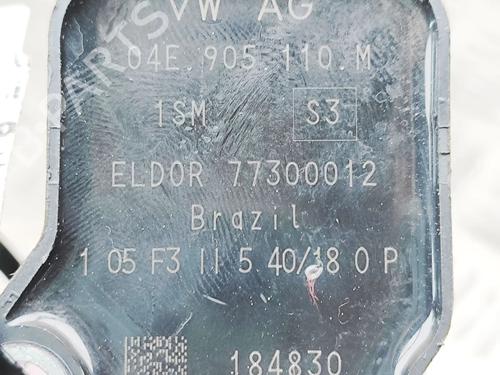 VW AG
04E 905 110 M
1SM S3
ELDOR 77300012
Brazil
1 05 F3 II 5 40/18 0 P
184830
B-PARTS